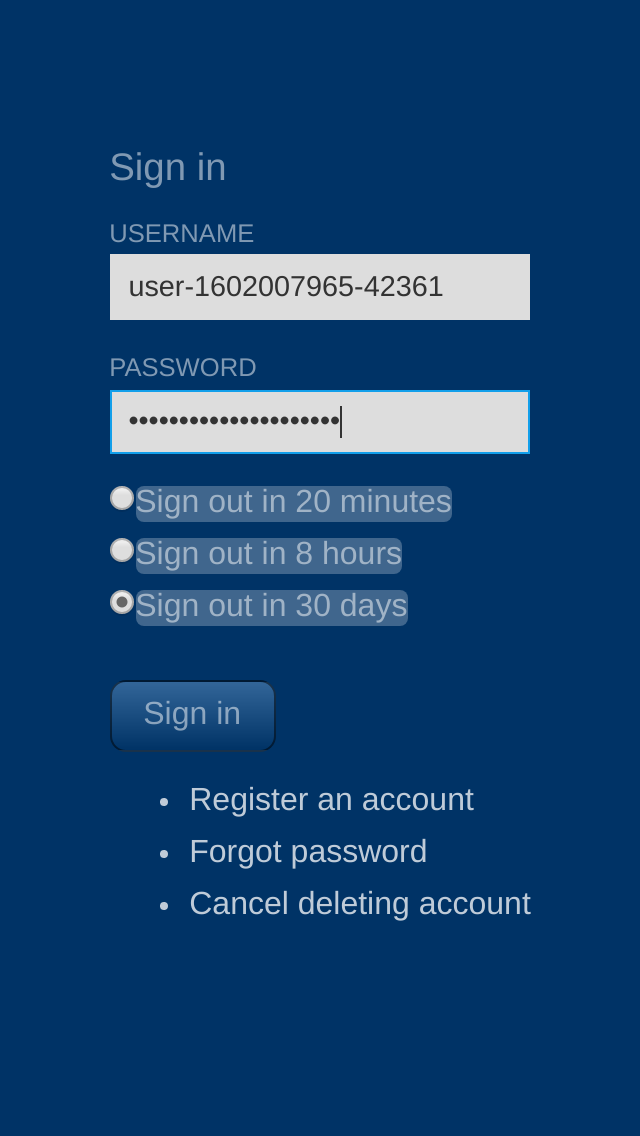 Sign in
USERNAME
user-1602007965-42361
PASSWORD
•••••••••••••••••••••
Sign out in 20 minutes
Sign out in 8 hours
Sign out in 30 days
Sign in
• Register an account
• Forgot password
• Cancel deleting account